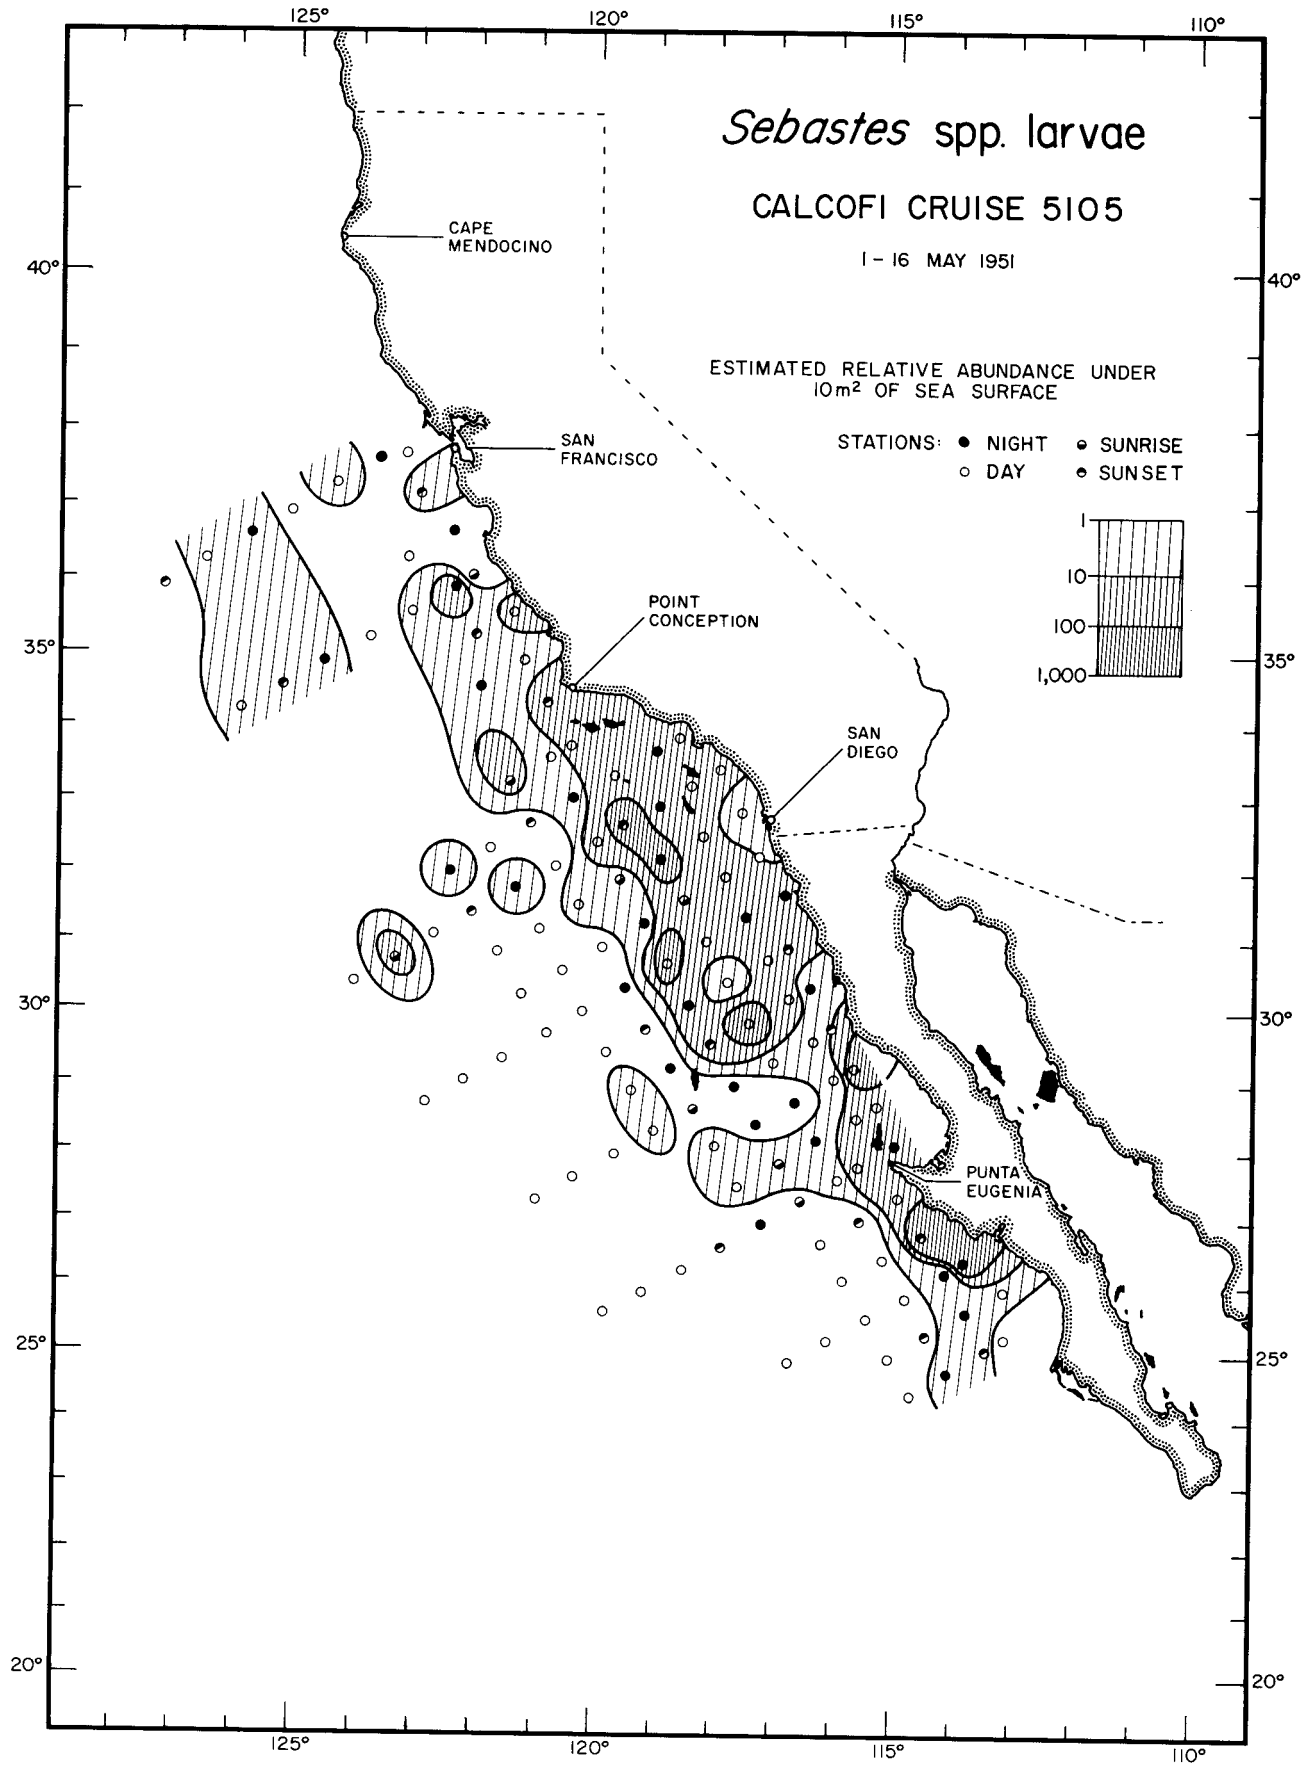 125° 120° 115° 110°
Sebastes spp. larvae
CALCOFI CRUISE 5105
1 – 16 MAY 1951
CAPE
MENDOCINO
40° 40°
ESTIMATED RELATIVE ABUNDANCE UNDER
10m² OF SEA SURFACE
STATIONS: ● NIGHT SUNRISE
○ DAY SUNSET
SAN
FRANCISCO
1
10
100
1,000
POINT
CONCEPTION
35° 35°
SAN
DIEGO
30° 30°
PUNTA
EUGENIA
25° 25°
20° 20°
125° 120° 115° 110°